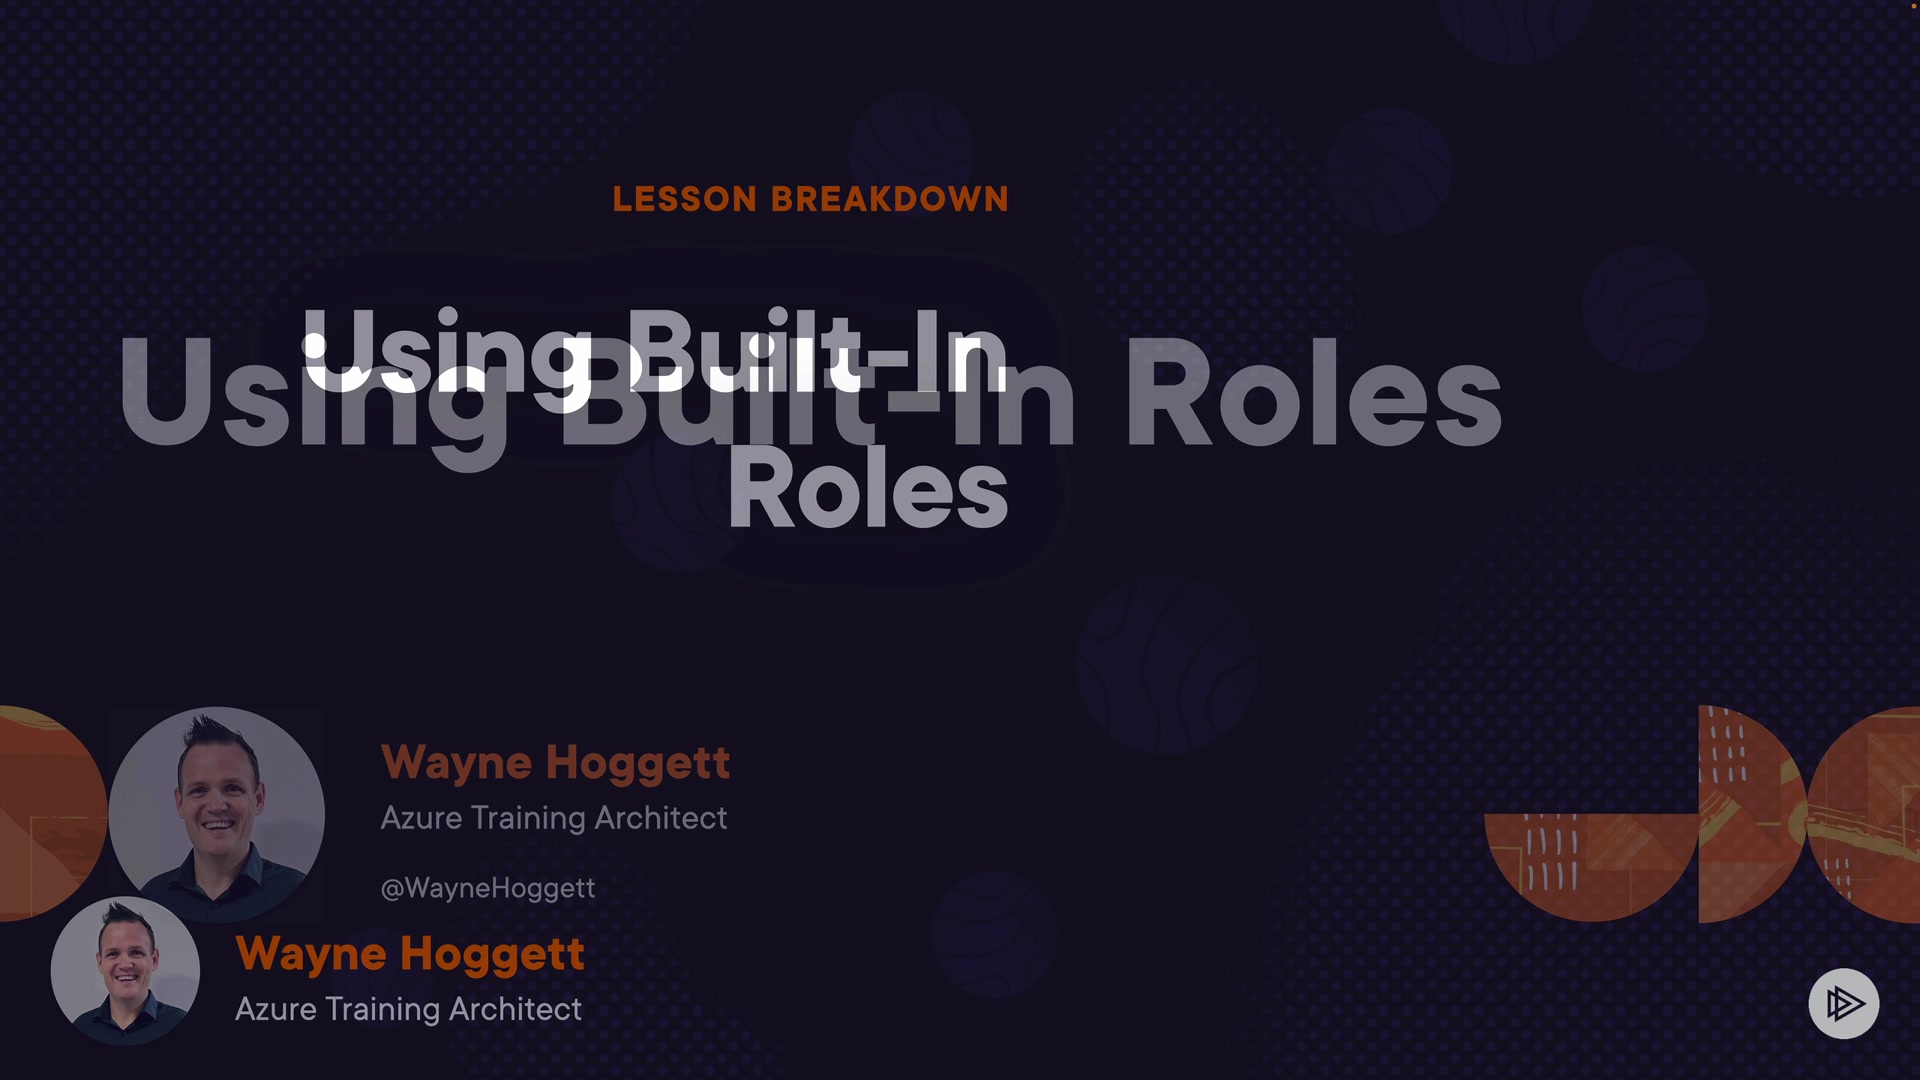 LESSON BREAKDOWN
Using Built-In
Roles
Using Built-In Roles
Wayne Hoggett
Azure Training Architect
@WayneHoggett
Wayne Hoggett
Azure Training Architect